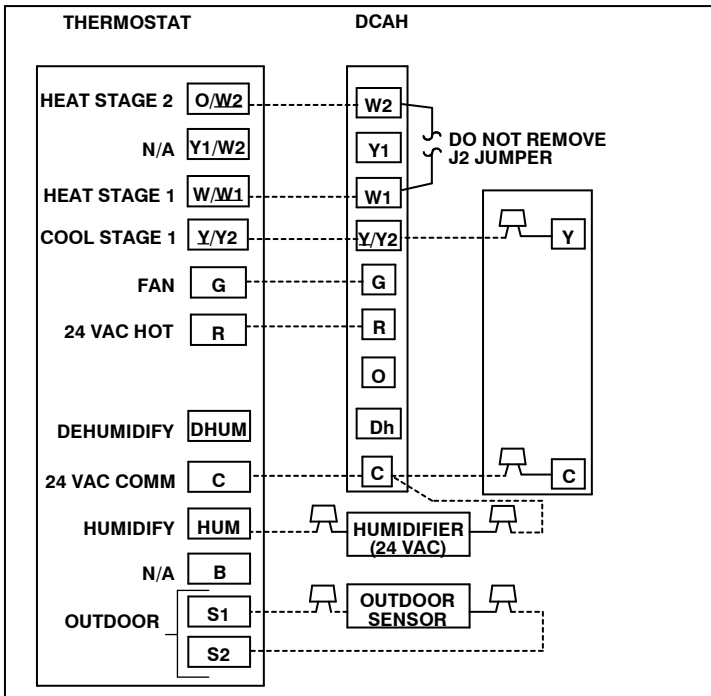 THERMOSTAT DCAH
HEAT STAGE 2 O/W2 W2
N/A Y1/W2 Y1 DO NOT REMOVE
J2 JUMPER
HEAT STAGE 1 W/W1 W1
COOL STAGE 1 Y/Y2 Y/Y2 Y
FAN G G
24 VAC HOT R R
O
DEHUMIDIFY DHUM Dh
24 VAC COMM C C C
HUMIDIFY HUM HUMIDIFIER
(24 VAC)
N/A B
OUTDOOR S1 OUTDOOR
SENSOR
S2